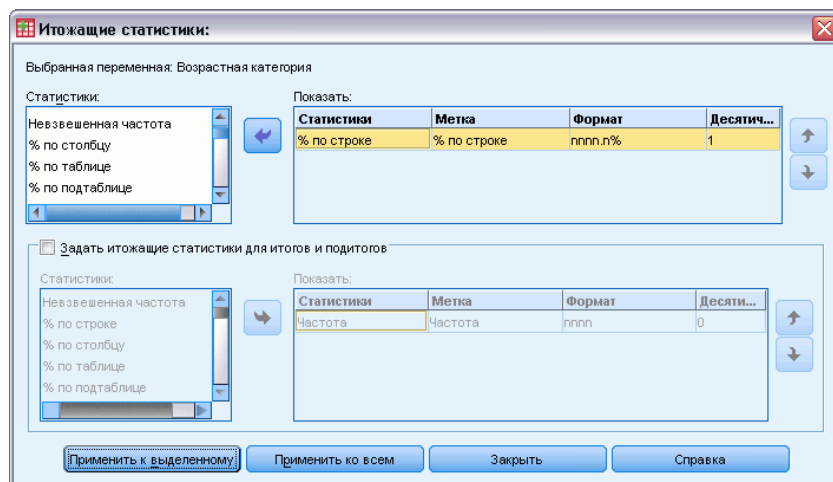 Итожащие статистики:
Выбранная переменная: Возрастная категория
Статистики:
Невзвешенная частота
% по столбцу
% по таблице
% по подтаблице
Показать:
Статистики Метка Формат Десятич...
% по строке % по строке nnnn.n% 1
Задать итожащие статистики для итогов и подитогов
Статистики:
Невзвешенная частота
% по строке
% по столбцу
% по таблице
% по подтаблице
Показать:
Статистики Метка Формат Десяти...
Частота Частота nnnn 0
Применить к выделенному Применить ко всем Закрыть Справка